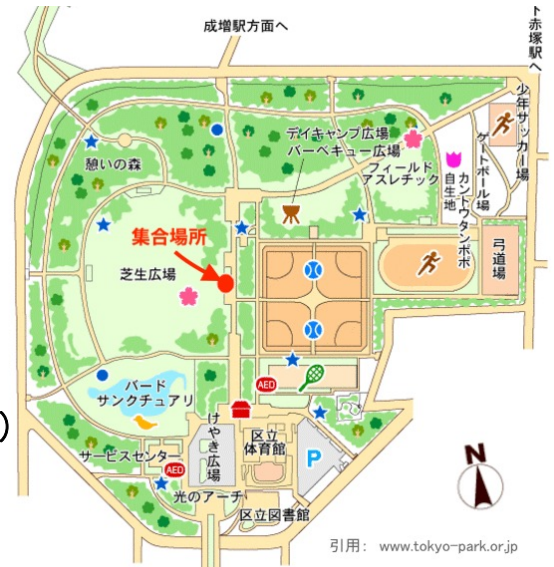 成増駅方面へ
ト赤塚駅へ
少年サッカー場
デイキャンプ広場
バーベキュー広場
憩いの森
フィールド
アスレチック
ゲートボール場
カントウタンポポ
自生地
集合場所
弓道場
芝生広場
バード
サンクチュアリ
AED
)
けやき広場
区立
体育館
P
N
サービスセンター
AED
光のアーチ
区立図書館
引用: www.tokyo-park.or.jp